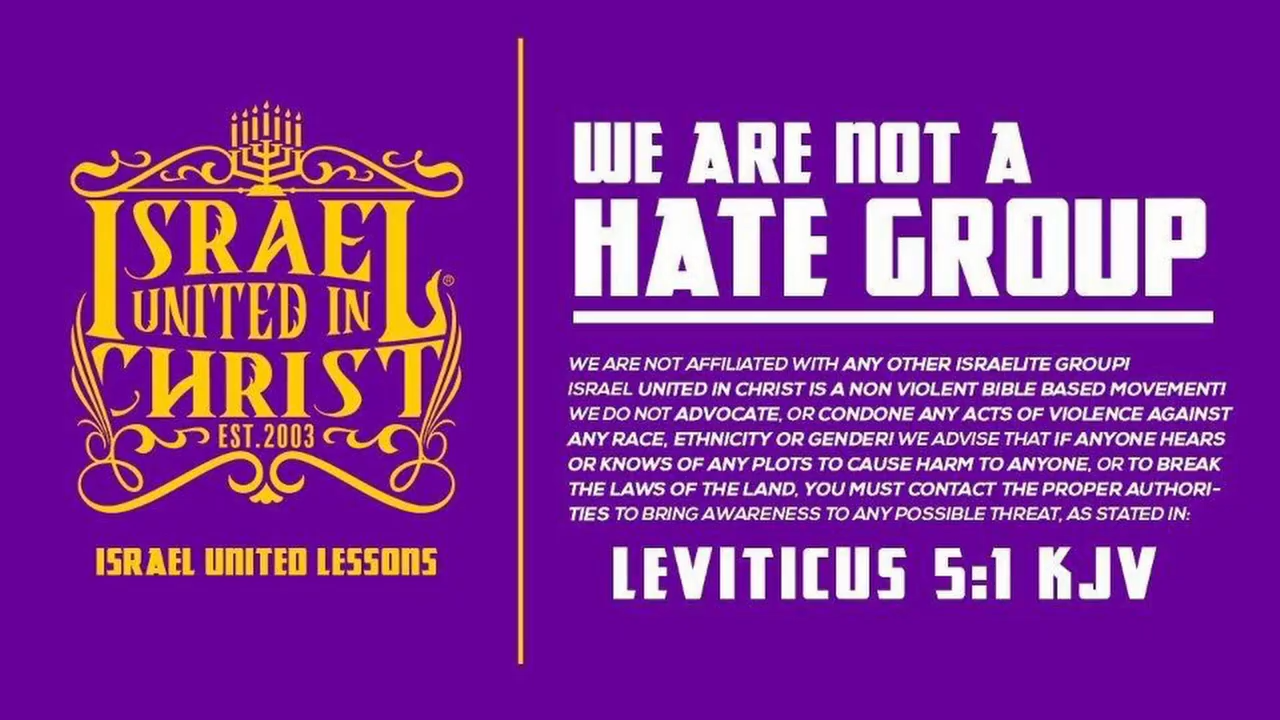 ISRAEL
UNITED IN
CHRIST
EST.2003
®
ISRAEL UNITED LESSONS
WE ARE NOT A
HATE GROUP
WE ARE NOT AFFILIATED WITH ANY OTHER ISRAELITE GROUP!
ISRAEL UNITED IN CHRIST IS A NON VIOLENT BIBLE BASED MOVEMENT!
WE DO NOT ADVOCATE, OR CONDONE ANY ACTS OF VIOLENCE AGAINST
ANY RACE, ETHNICITY OR GENDER! WE ADVISE THAT IF ANYONE HEARS
OR KNOWS OF ANY PLOTS TO CAUSE HARM TO ANYONE, OR TO BREAK
THE LAWS OF THE LAND, YOU MUST CONTACT THE PROPER AUTHORI-
TIES TO BRING AWARENESS TO ANY POSSIBLE THREAT, AS STATED IN:
LEVITICUS 5:1 KJV